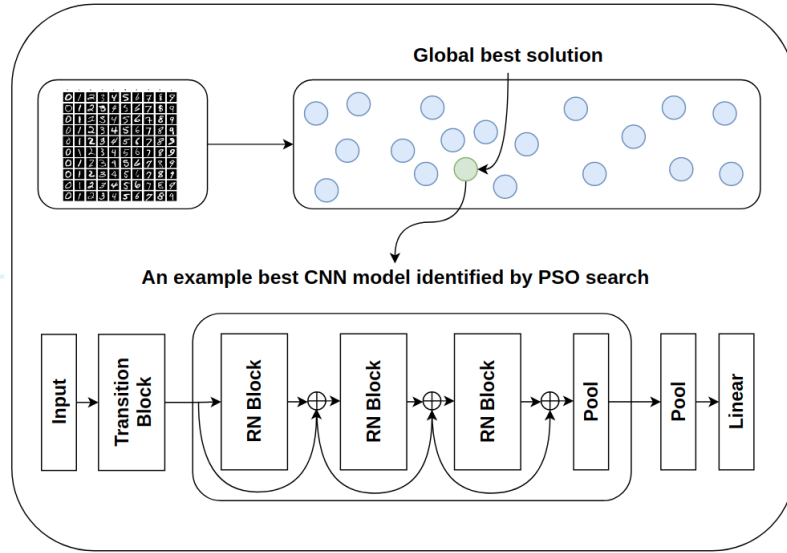 Global best solution
An example best CNN model identified by PSO search
Input
Transition
Block
RN Block
RN Block
RN Block
Pool
Pool
Linear